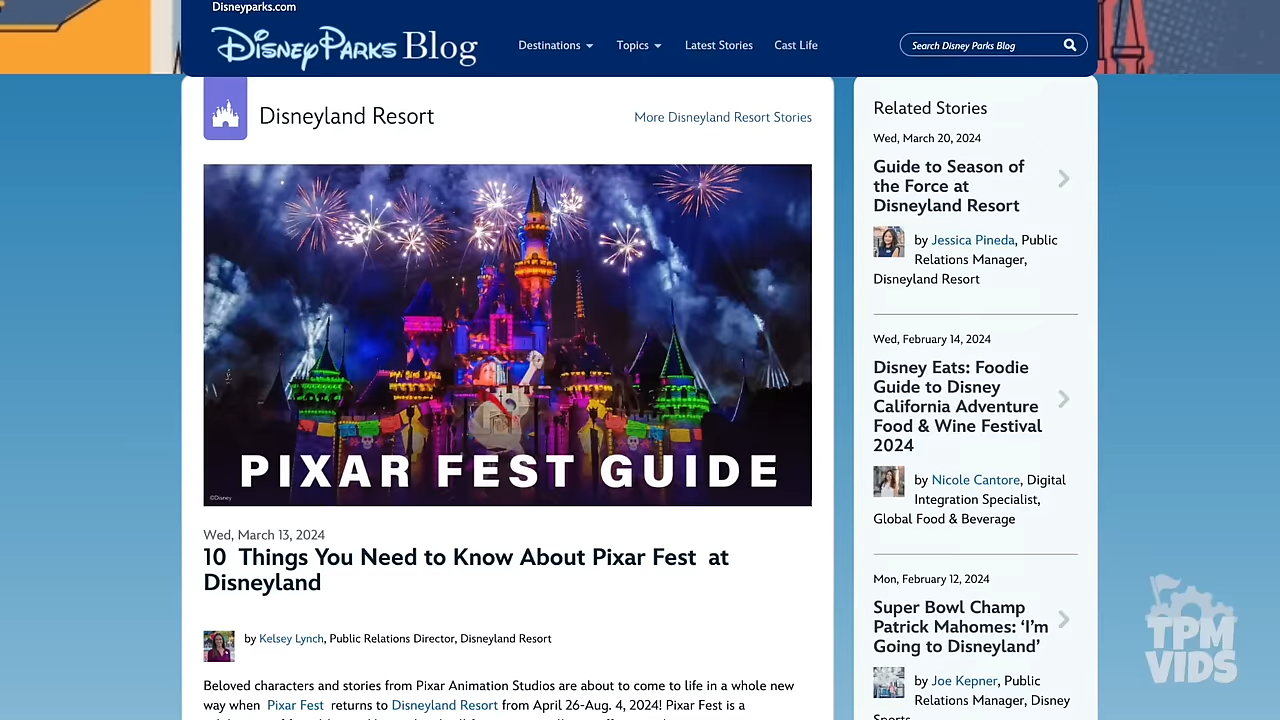 Disneyparks.com
Disney Parks Blog
Destinations
Topics
Latest Stories
Cast Life
Search Disney Parks Blog
Disneyland Resort
More Disneyland Resort Stories
PIXAR FEST GUIDE
©Disney
Wed, March 13, 2024
10 Things You Need to Know About Pixar Fest at
Disneyland
by Kelsey Lynch, Public Relations Director, Disneyland Resort
Beloved characters and stories from Pixar Animation Studios are about to come to life in a whole new
way when Pixar Fest returns to Disneyland Resort from April 26-Aug. 4, 2024! Pixar Fest is a
Related Stories
Wed, March 20, 2024
Guide to Season of
the Force at
Disneyland Resort
by Jessica Pineda, Public
Relations Manager,
Disneyland Resort
Wed, February 14, 2024
Disney Eats: Foodie
Guide to Disney
California Adventure
Food & Wine Festival
2024
by Nicole Cantore, Digital
Integration Specialist,
Global Food & Beverage
Mon, February 12, 2024
Super Bowl Champ
Patrick Mahomes: ‘I’m
Going to Disneyland’
by Joe Kepner, Public
Relations Manager, Disney
Sports
TPM
VIDS